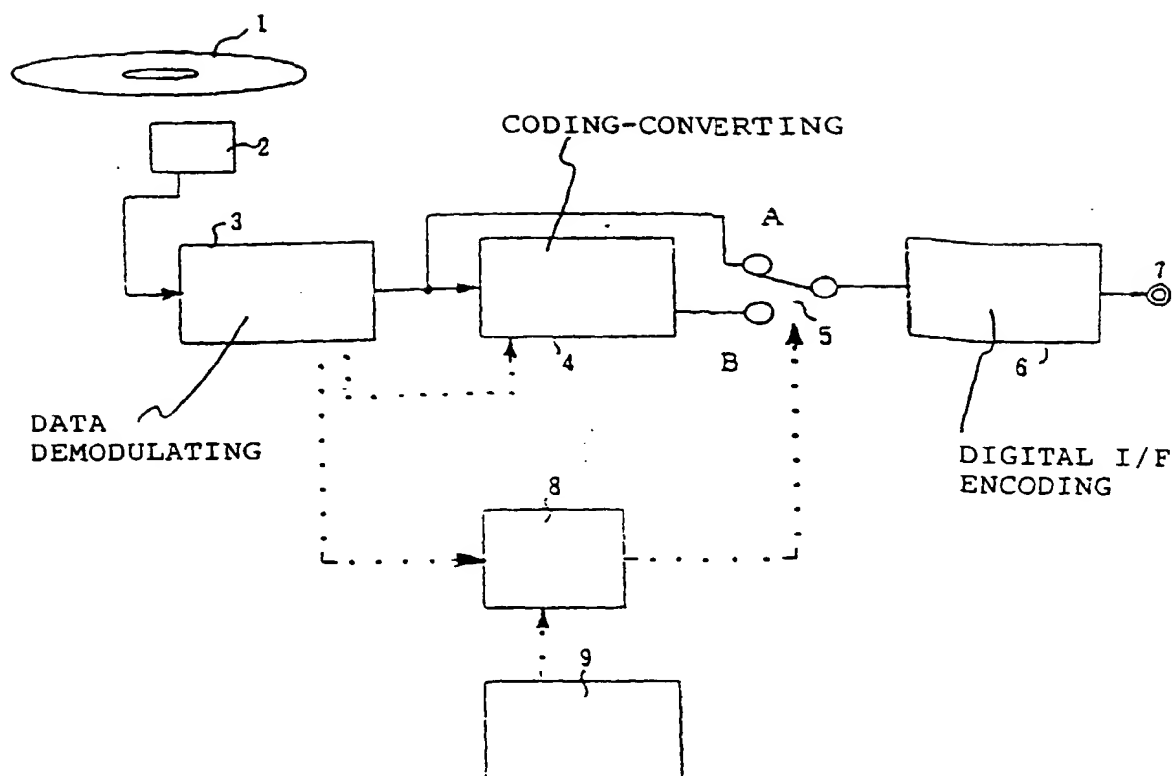 1
2
CODING-CONVERTING
3
A
7
5
4
B
6
DATA
DEMODULATING
DIGITAL I/F
ENCODING
8
9